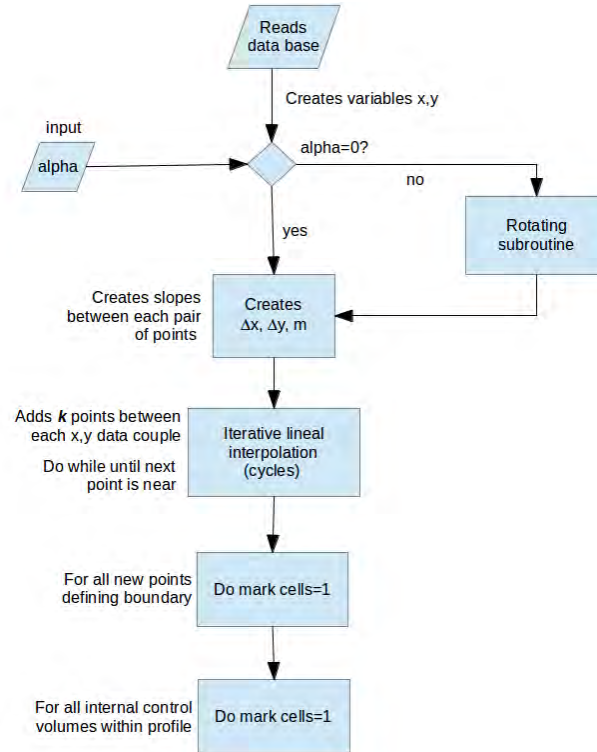 Reads
data base
Creates variables x,y
input
alpha
alpha=0?
no
yes
Rotating
subroutine
Creates slopes
between each pair
of points
Creates
Δx, Δy, m
Adds k points between
each x,y data couple
Do while until next
point is near
Iterative lineal
interpolation
(cycles)
For all new points
defining boundary
Do mark cells=1
For all internal control
volumes within profile
Do mark cells=1